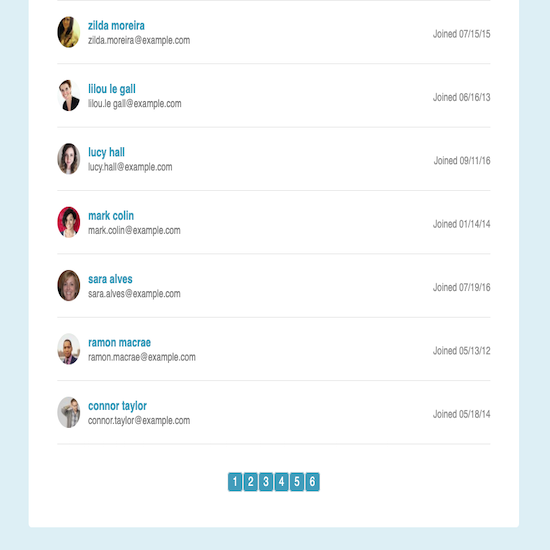 zilda moreira
zilda.moreira@example.com
Joined 07/15/15
lilou le gall
lilou.le gall@example.com
Joined 06/16/13
lucy hall
lucy.hall@example.com
Joined 09/11/16
mark colin
mark.colin@example.com
Joined 01/14/14
sara alves
sara.alves@example.com
Joined 07/19/16
ramon macrae
ramon.macrae@example.com
Joined 05/13/12
connor taylor
connor.taylor@example.com
Joined 05/18/14
1 2 3 4 5 6